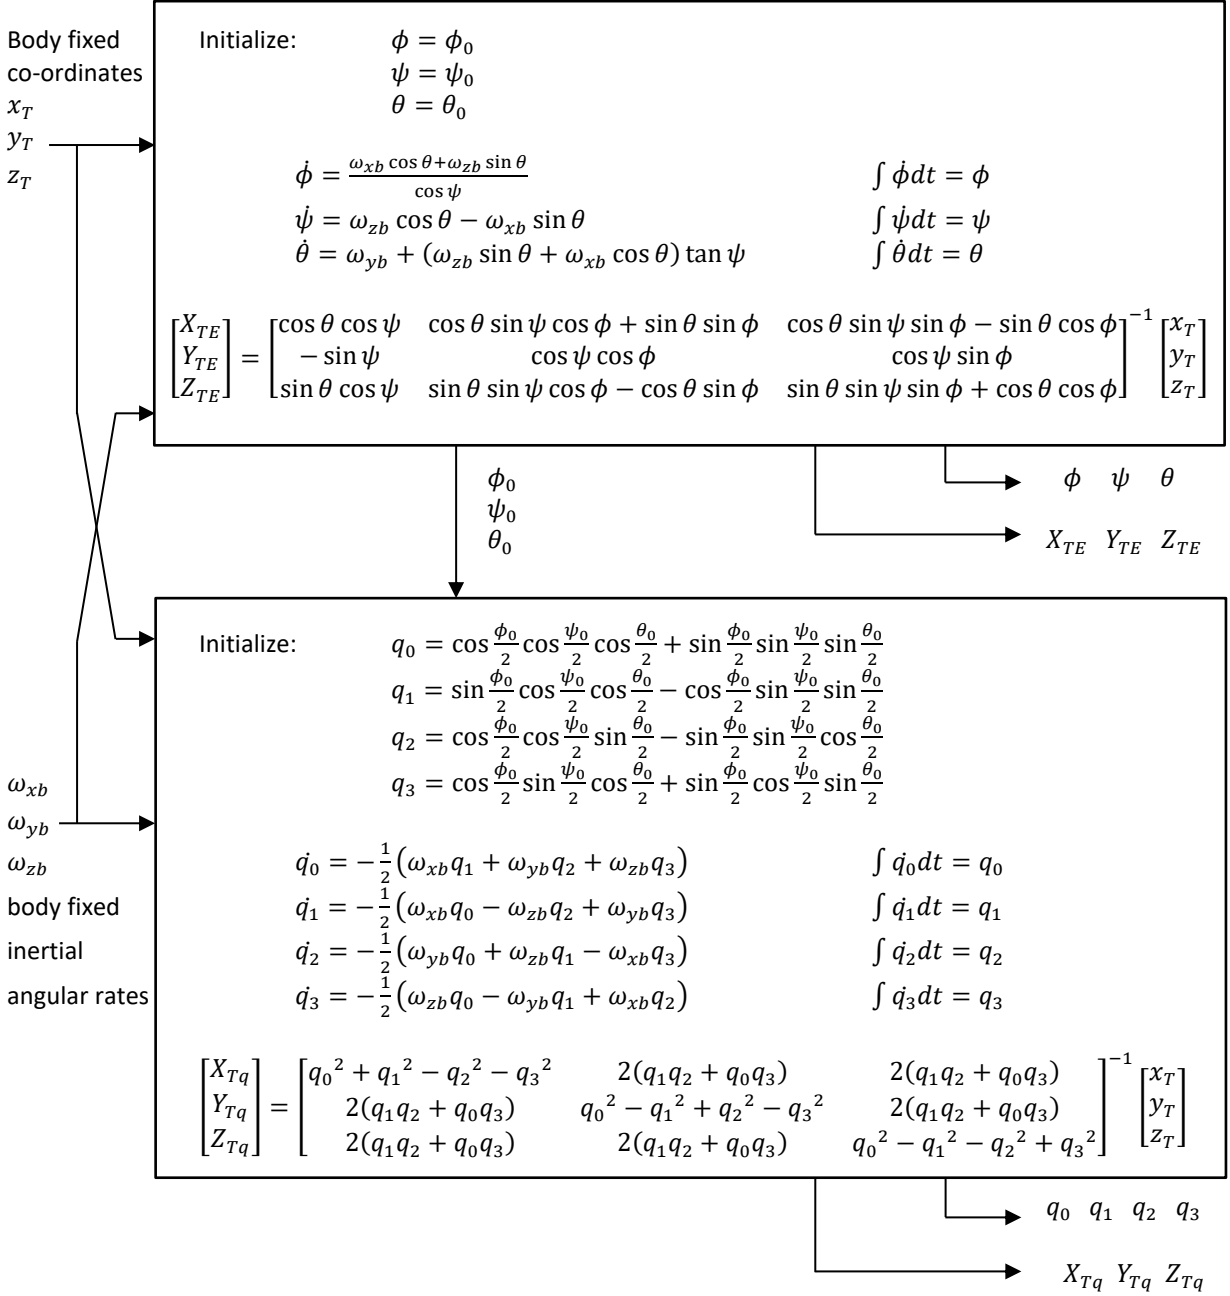 Body fixed
co-ordinates
x_T
y_T
z_T
Initialize: ϕ = ϕ_0
ψ = ψ_0
θ = θ_0
ϕ̇ = (ω_xb cos θ+ω_zb sin θ)/(cos ψ) ∫ ϕ̇dt = ϕ
ψ̇ = ω_zb cos θ − ω_xb sin θ ∫ ψ̇dt = ψ
θ̇ = ω_yb + (ω_zb sin θ + ω_xb cos θ) tan ψ ∫ θ̇dt = θ
[X_TE] = [cos θ cos ψ cos θ sin ψ cos ϕ + sin θ sin ϕ cos θ sin ψ sin ϕ − sin θ cos ϕ]^−1 [x_T]
[Y_TE] [− sin ψ cos ψ cos ϕ cos ψ sin ϕ] [y_T]
[Z_TE] [sin θ cos ψ sin θ sin ψ cos ϕ − cos θ sin ϕ sin θ sin ψ sin ϕ + cos θ cos ϕ] [z_T]
ϕ_0
ψ_0
θ_0
ϕ ψ θ
X_TE Y_TE Z_TE
Initialize: q_0 = cos ϕ_0/2 cos ψ_0/2 cos θ_0/2 + sin ϕ_0/2 sin ψ_0/2 sin θ_0/2
q_1 = sin ϕ_0/2 cos ψ_0/2 cos θ_0/2 − cos ϕ_0/2 sin ψ_0/2 sin θ_0/2
q_2 = cos ϕ_0/2 cos ψ_0/2 sin θ_0/2 − sin ϕ_0/2 sin ψ_0/2 cos θ_0/2
q_3 = cos ϕ_0/2 sin ψ_0/2 cos θ_0/2 + sin ϕ_0/2 cos ψ_0/2 sin θ_0/2
ω_xb
ω_yb
ω_zb
body fixed
inertial
angular rates
q̇_0 = −1/2 (ω_xb q_1 + ω_yb q_2 + ω_zb q_3) ∫ q̇_0dt = q_0
q̇_1 = −1/2 (ω_xb q_0 − ω_zb q_2 + ω_yb q_3) ∫ q̇_1dt = q_1
q̇_2 = −1/2 (ω_yb q_0 + ω_zb q_1 − ω_xb q_3) ∫ q̇_2dt = q_2
q̇_3 = −1/2 (ω_zb q_0 − ω_yb q_1 + ω_xb q_2) ∫ q̇_3dt = q_3
[X_Tq] = [q_0² + q_1² − q_2² − q_3² 2(q_1q_2 + q_0q_3) 2(q_1q_2 + q_0q_3)]^−1 [x_T]
[Y_Tq] [2(q_1q_2 + q_0q_3) q_0² − q_1² + q_2² − q_3² 2(q_1q_2 + q_0q_3)] [y_T]
[Z_Tq] [2(q_1q_2 + q_0q_3) 2(q_1q_2 + q_0q_3) q_0² − q_1² − q_2² + q_3²] [z_T]
q_0 q_1 q_2 q_3
X_Tq Y_Tq Z_Tq